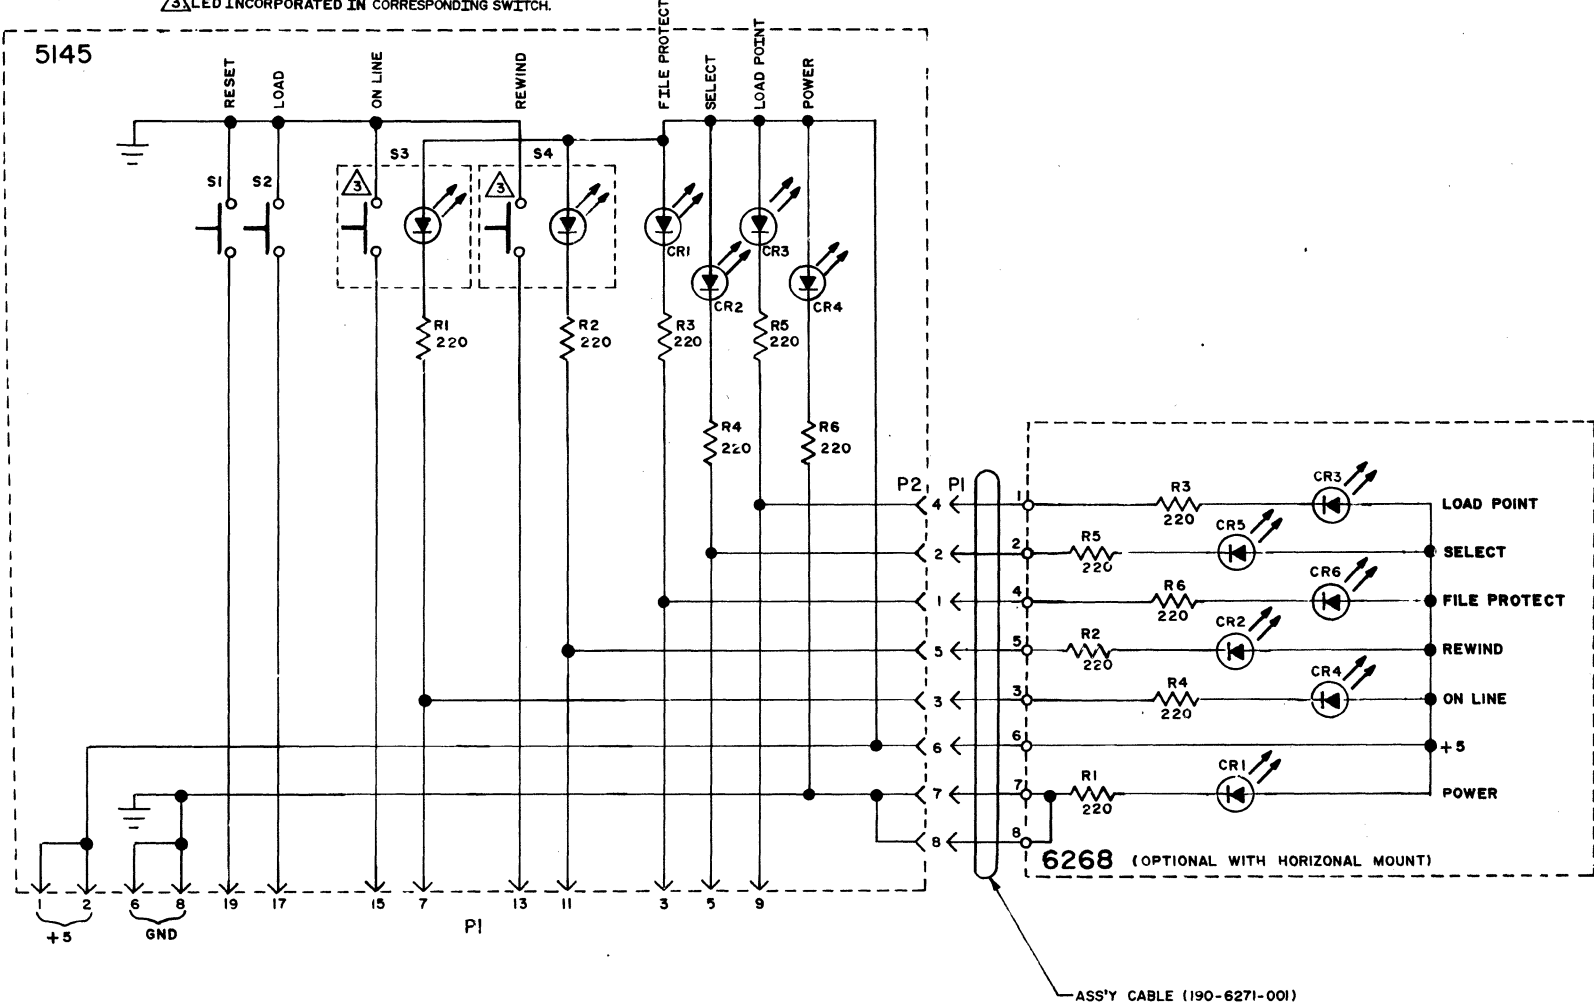 3 LED INCORPORATED IN CORRESPONDING SWITCH.
5145
RESET
LOAD
ON LINE
REWIND
FILE PROTECT
SELECT
LOAD POINT
POWER
S1
S2
S3
3
S4
3
CR1
CR2
CR3
CR4
R1
220
R2
220
R3
220
R5
220
R4
220
R6
220
P2
P1
4
1
R3
220
CR3
LOAD POINT
2
2
R5
220
CR5
SELECT
1
4
R6
220
CR6
FILE PROTECT
5
5
R2
220
CR2
REWIND
3
3
R4
220
CR4
ON LINE
6
6
+5
7
7
R1
220
CR1
POWER
8
8
6268 (OPTIONAL WITH HORIZONAL MOUNT)
1
2
6
8
19
17
15
7
13
11
3
5
9
+5
GND
P1
ASS'Y CABLE (190-6271-001)